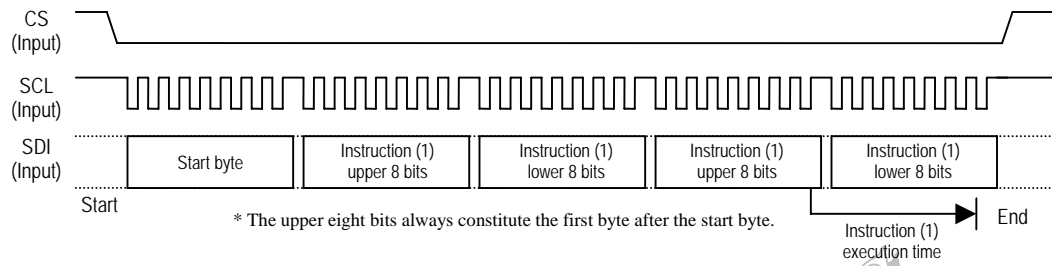 CS
(Input)
SCL
(Input)
SDI
(Input)
Start byte
Instruction (1)
upper 8 bits
Instruction (1)
lower 8 bits
Instruction (1)
upper 8 bits
Instruction (1)
lower 8 bits
Start
* The upper eight bits always constitute the first byte after the start byte.
End
Instruction (1)
execution time